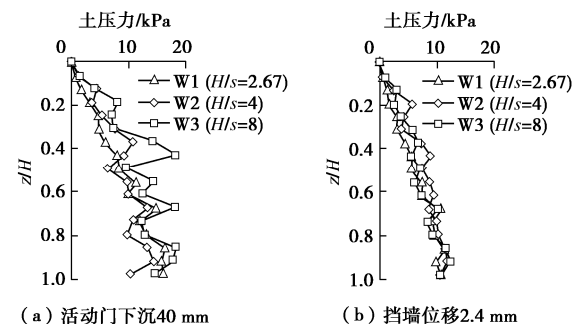 土压力/kPa
0 10 20
W1 (H/s=2.67)
W2 (H/s=4)
W3 (H/s=8)
0.2
0.4
0.6
0.8
1.0
z/H
(a) 活动门下沉40 mm
土压力/kPa
0 10 20
W1 (H/s=2.67)
W2 (H/s=4)
W3 (H/s=8)
0.2
0.4
0.6
0.8
1.0
z/H
(b) 挡墙位移2.4 mm